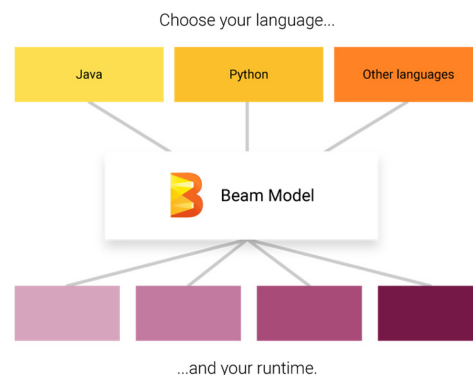 Choose your language...
Java
Python
Other languages
Beam Model
...and your runtime.